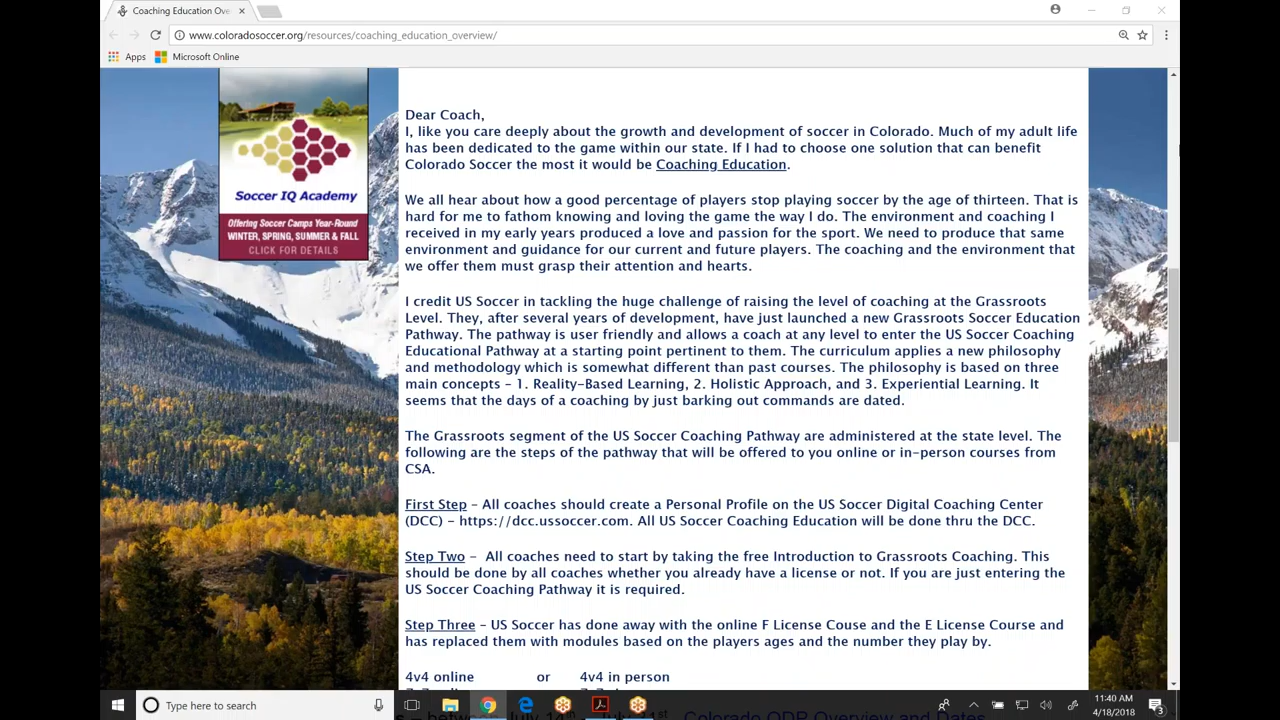 Coaching Education Ove
www.coloradosoccer.org/resources/coaching_education_overview/
Apps
Microsoft Online
Soccer IQ Academy
Offering Soccer Camps Year-Round
WINTER, SPRING, SUMMER & FALL
CLICK FOR DETAILS
Dear Coach,
I, like you care deeply about the growth and development of soccer in Colorado. Much of my adult life
has been dedicated to the game within our state. If I had to choose one solution that can benefit
Colorado Soccer the most it would be Coaching Education.
We all hear about how a good percentage of players stop playing soccer by the age of thirteen. That is
hard for me to fathom knowing and loving the game the way I do. The environment and coaching I
received in my early years produced a love and passion for the sport. We need to produce that same
environment and guidance for our current and future players. The coaching and the environment that
we offer them must grasp their attention and hearts.
I credit US Soccer in tackling the huge challenge of raising the level of coaching at the Grassroots
Level. They, after several years of development, have just launched a new Grassroots Soccer Education
Pathway. The pathway is user friendly and allows a coach at any level to enter the US Soccer Coaching
Educational Pathway at a starting point pertinent to them. The curriculum applies a new philosophy
and methodology which is somewhat different than past courses. The philosophy is based on three
main concepts – 1. Reality-Based Learning, 2. Holistic Approach, and 3. Experiential Learning. It
seems that the days of a coaching by just barking out commands are dated.
The Grassroots segment of the US Soccer Coaching Pathway are administered at the state level. The
following are the steps of the pathway that will be offered to you online or in-person courses from
CSA.
First Step – All coaches should create a Personal Profile on the US Soccer Digital Coaching Center
(DCC) – https://dcc.ussoccer.com. All US Soccer Coaching Education will be done thru the DCC.
Step Two – All coaches need to start by taking the free Introduction to Grassroots Coaching. This
should be done by all coaches whether you already have a license or not. If you are just entering the
US Soccer Coaching Pathway it is required.
Step Three – US Soccer has done away with the online F License Couse and the E License Course and
has replaced them with modules based on the players ages and the number they play by.
4v4 online or 4v4 in person
Type here to search
11:40 AM
4/18/2018
3